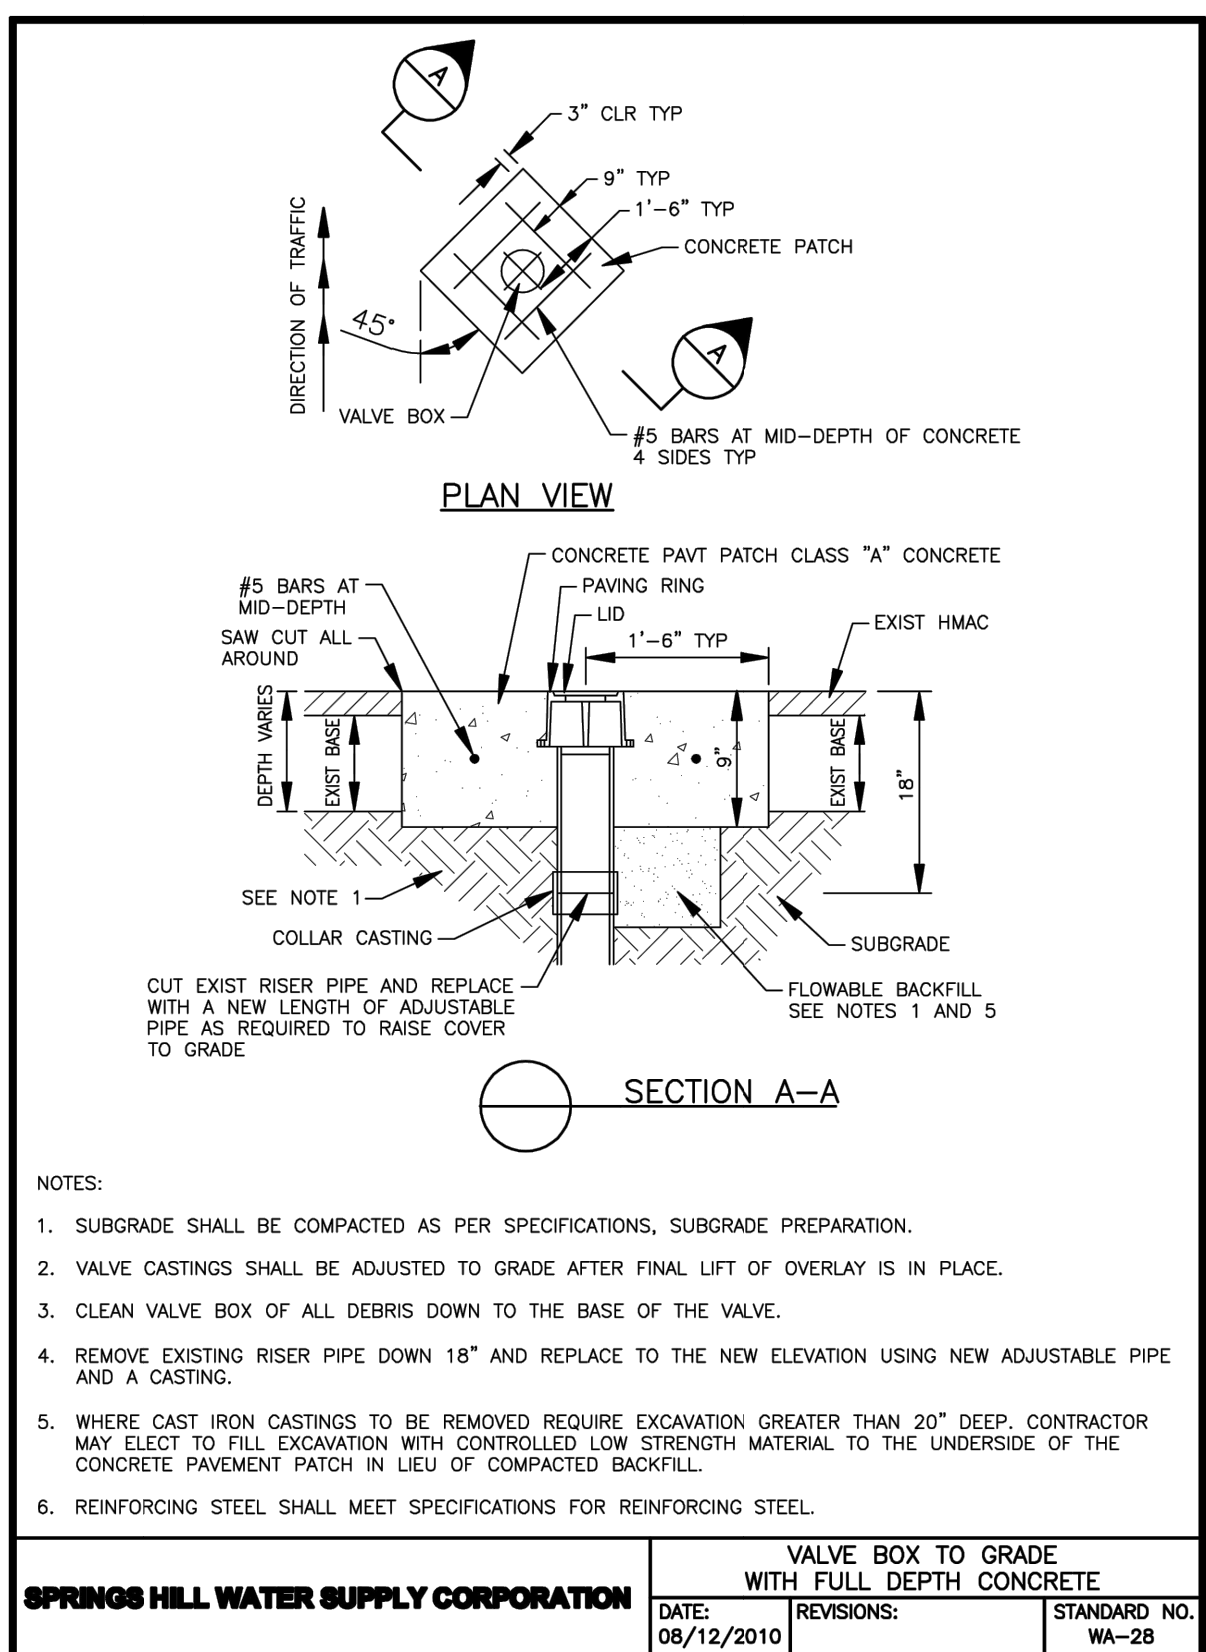 A
3" CLR TYP
9" TYP
1'-6" TYP
CONCRETE PATCH
DIRECTION OF TRAFFIC
45°
A
VALVE BOX
#5 BARS AT MID-DEPTH OF CONCRETE
4 SIDES TYP
PLAN VIEW
CONCRETE PAVT PATCH CLASS "A" CONCRETE
#5 BARS AT
MID-DEPTH
PAVING RING
LID
SAW CUT ALL
AROUND
1'-6" TYP
EXIST HMAC
DEPTH VARIES
EXIST BASE
9"
EXIST BASE
18"
SEE NOTE 1
COLLAR CASTING
SUBGRADE
CUT EXIST RISER PIPE AND REPLACE
WITH A NEW LENGTH OF ADJUSTABLE
PIPE AS REQUIRED TO RAISE COVER
TO GRADE
FLOWABLE BACKFILL
SEE NOTES 1 AND 5
SECTION A-A
NOTES:
1. SUBGRADE SHALL BE COMPACTED AS PER SPECIFICATIONS, SUBGRADE PREPARATION.
2. VALVE CASTINGS SHALL BE ADJUSTED TO GRADE AFTER FINAL LIFT OF OVERLAY IS IN PLACE.
3. CLEAN VALVE BOX OF ALL DEBRIS DOWN TO THE BASE OF THE VALVE.
4. REMOVE EXISTING RISER PIPE DOWN 18" AND REPLACE TO THE NEW ELEVATION USING NEW ADJUSTABLE PIPE
AND A CASTING.
5. WHERE CAST IRON CASTINGS TO BE REMOVED REQUIRE EXCAVATION GREATER THAN 20" DEEP. CONTRACTOR
MAY ELECT TO FILL EXCAVATION WITH CONTROLLED LOW STRENGTH MATERIAL TO THE UNDERSIDE OF THE
CONCRETE PAVEMENT PATCH IN LIEU OF COMPACTED BACKFILL.
6. REINFORCING STEEL SHALL MEET SPECIFICATIONS FOR REINFORCING STEEL.
SPRINGS HILL WATER SUPPLY CORPORATION
VALVE BOX TO GRADE
WITH FULL DEPTH CONCRETE
DATE:
08/12/2010
REVISIONS:
STANDARD NO.
WA-28